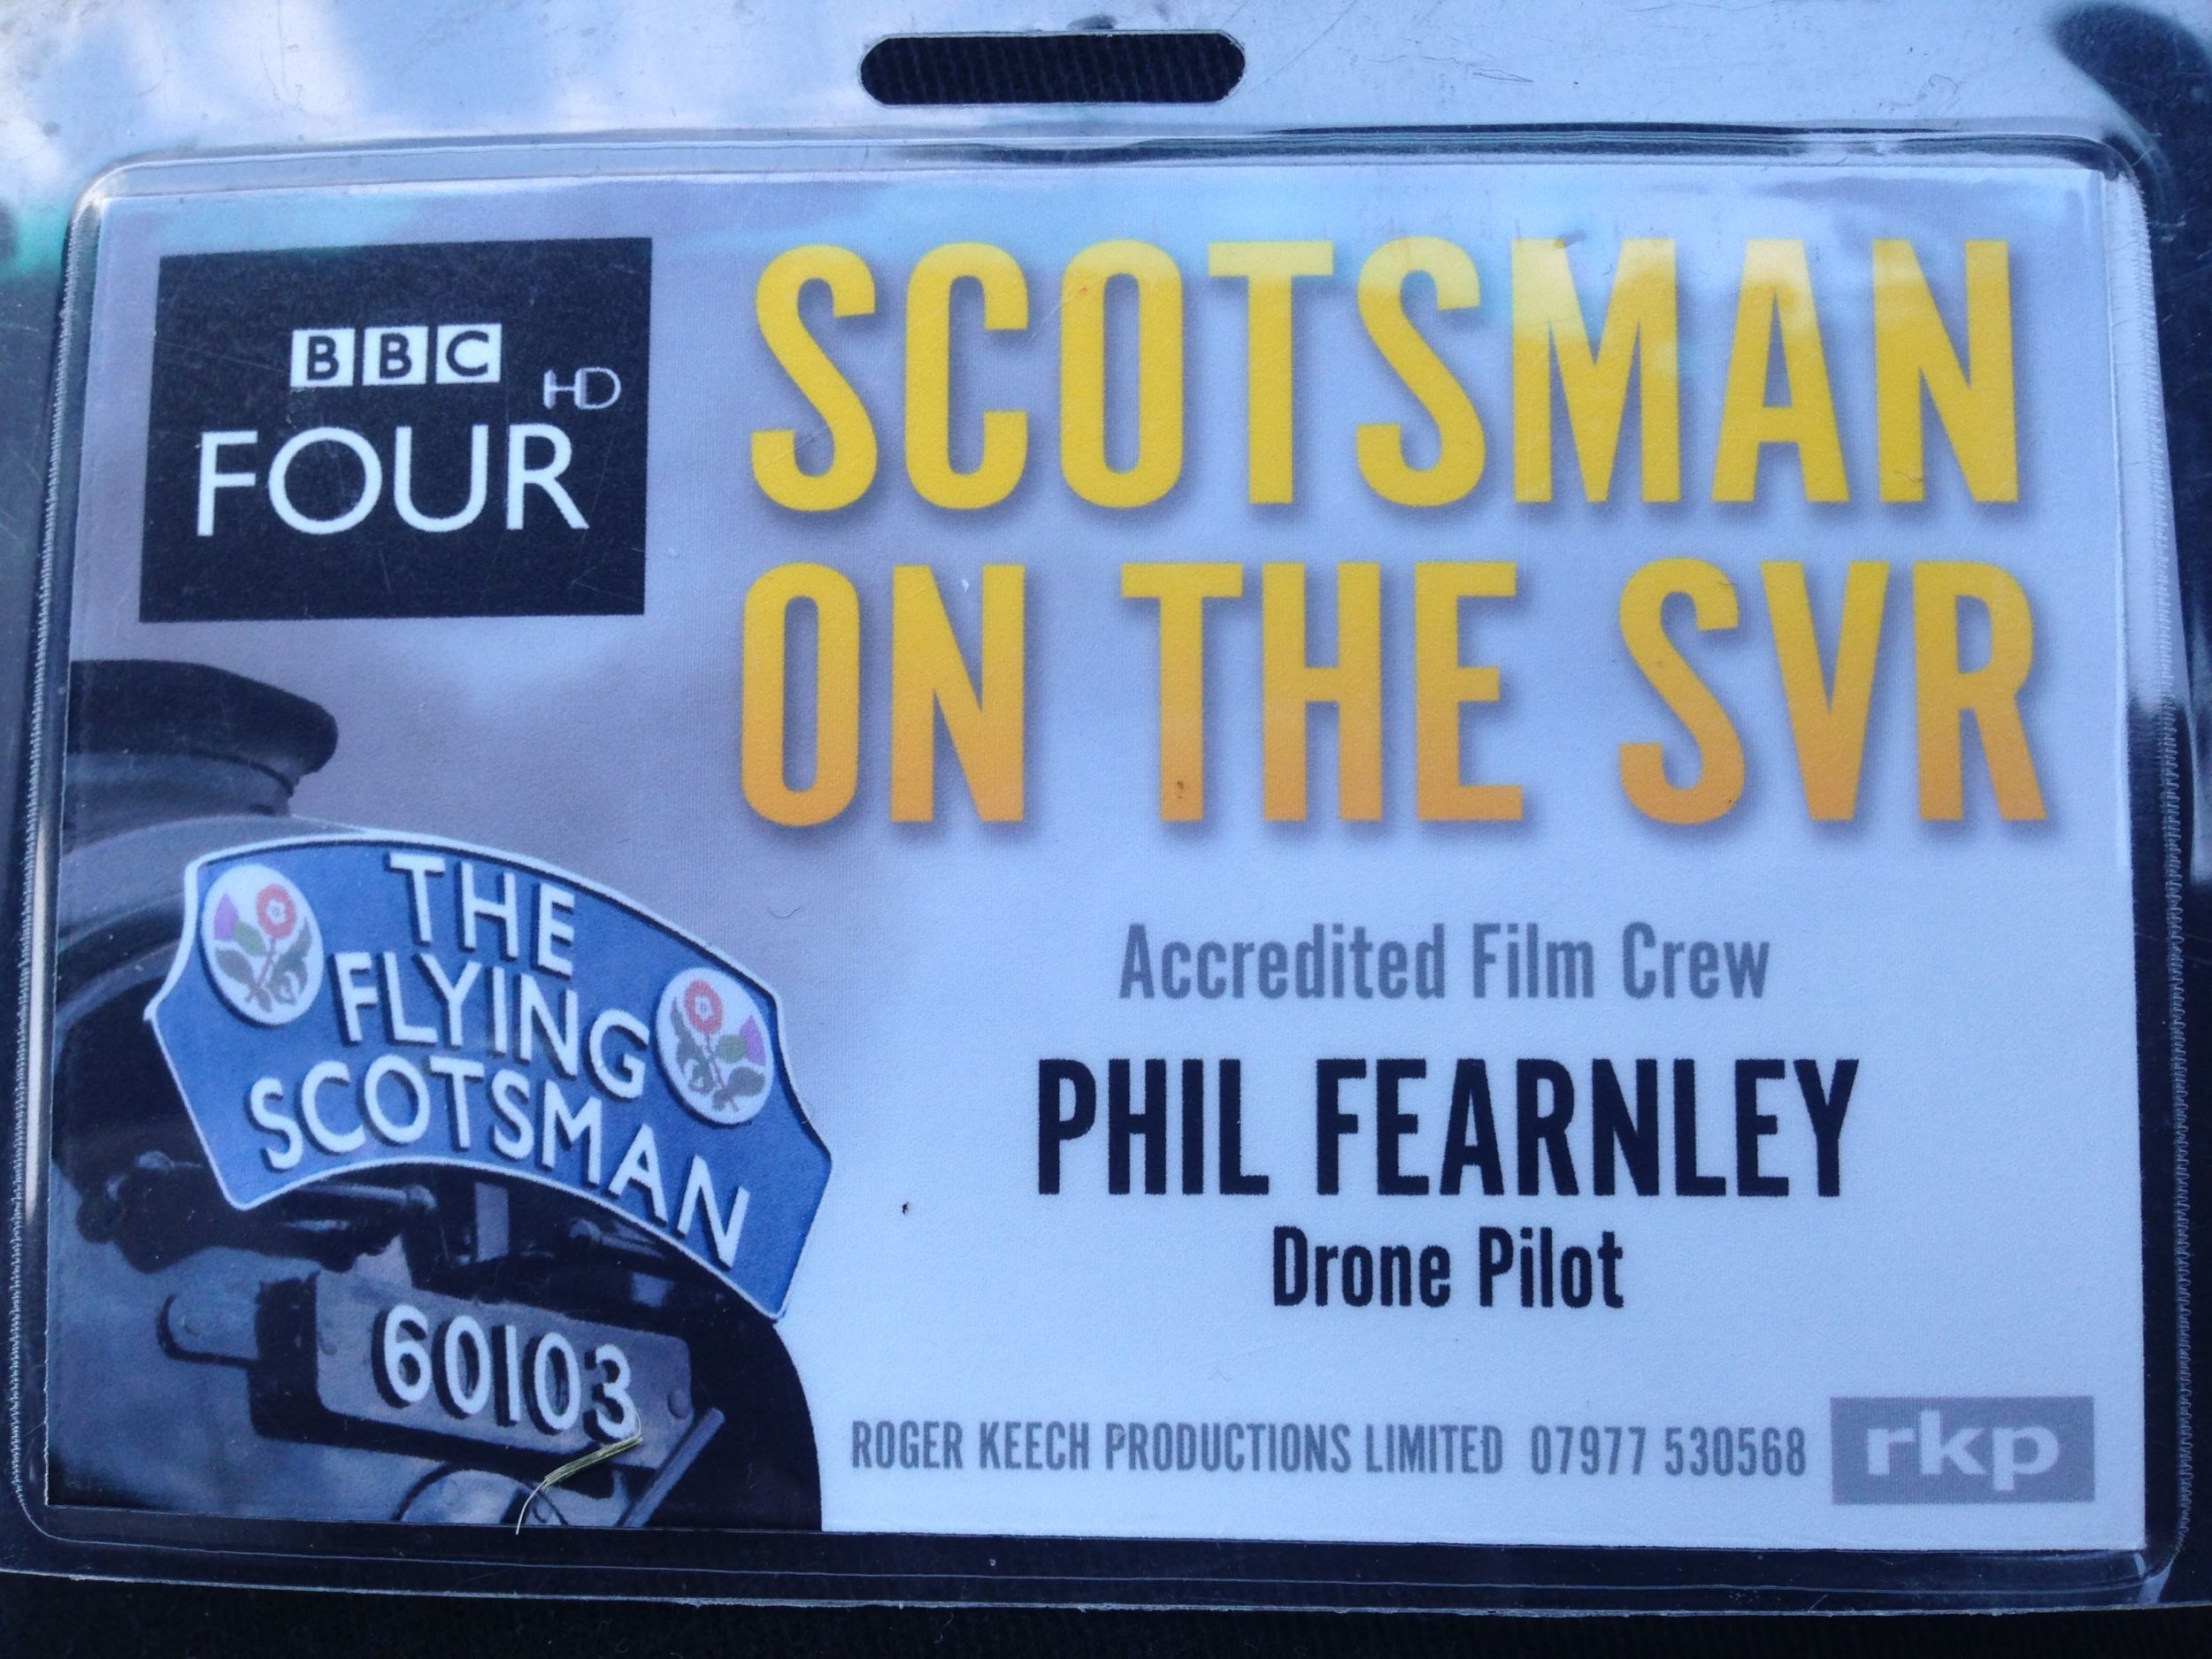 BBC HD
FOUR
SCOTSMAN
ON THE SVR
THE
FLYING
SCOTSMAN
60103
Accredited Film Crew
PHIL FEARNLEY
Drone Pilot
ROGER KEECH PRODUCTIONS LIMITED 07977 530568 rkp